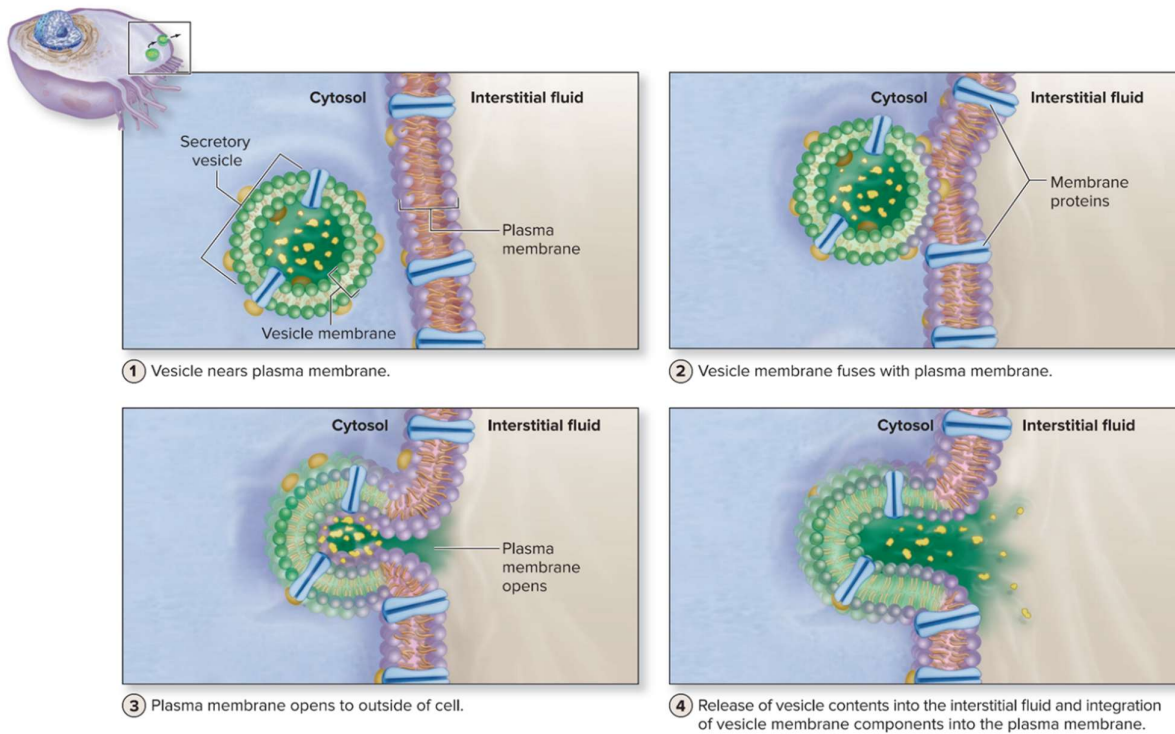 Cytosol Interstitial fluid
Secretory
vesicle
Plasma
membrane
Vesicle membrane
1 Vesicle nears plasma membrane.
Cytosol Interstitial fluid
Membrane
proteins
2 Vesicle membrane fuses with plasma membrane.
Cytosol Interstitial fluid
Plasma
membrane
opens
3 Plasma membrane opens to outside of cell.
Cytosol Interstitial fluid
4 Release of vesicle contents into the interstitial fluid and integration
of vesicle membrane components into the plasma membrane.